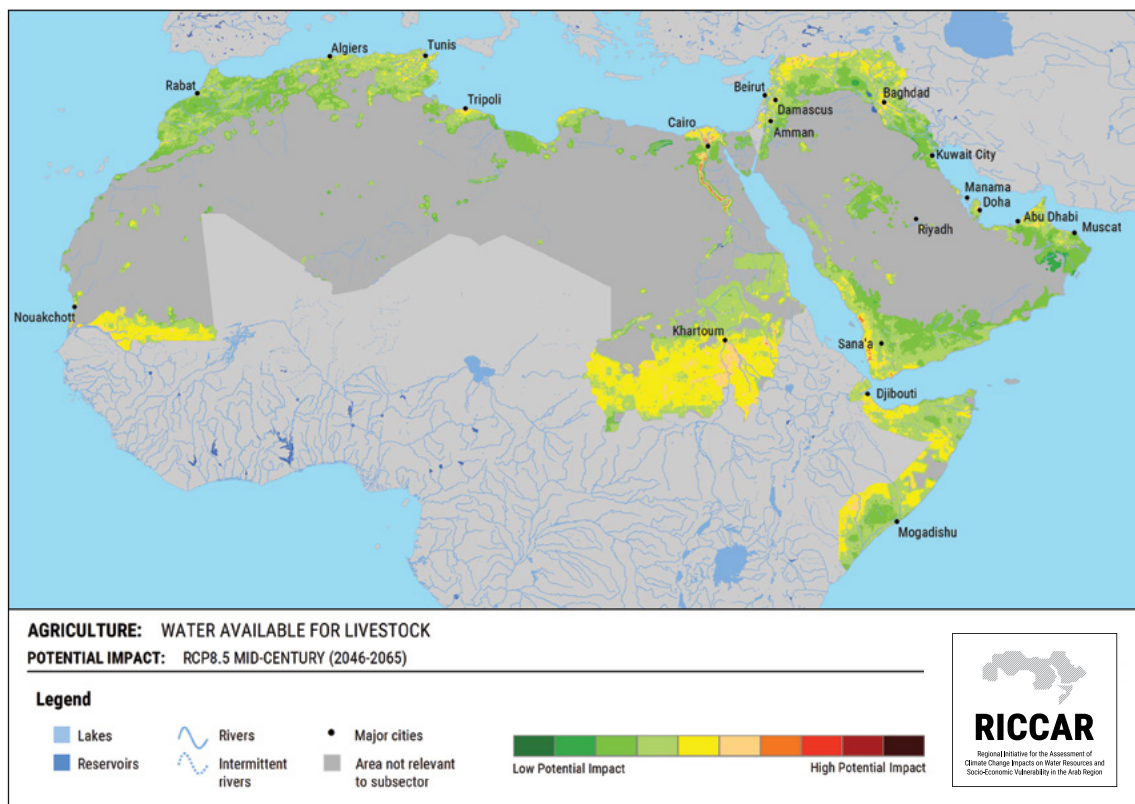 Algiers
Tunis
Rabat
Tripoli
Beirut
Baghdad
Damascus
Cairo
Amman
Kuwait City
Manama
Doha
Abu Dhabi
Riyadh
Muscat
Nouakchott
Khartoum
Sana'a
Djibouti
Mogadishu
AGRICULTURE: WATER AVAILABLE FOR LIVESTOCK
POTENTIAL IMPACT: RCP8.5 MID-CENTURY (2046-2065)
Legend
Lakes
Rivers
Major cities
Reservoirs
Intermittent
rivers
Area not relevant
to subsector
Low Potential Impact
High Potential Impact
RICCAR
Regional Initiative for the Assessment of
Climate Change Impacts on Water Resources and
Socio-Economic Vulnerability in the Arab Region